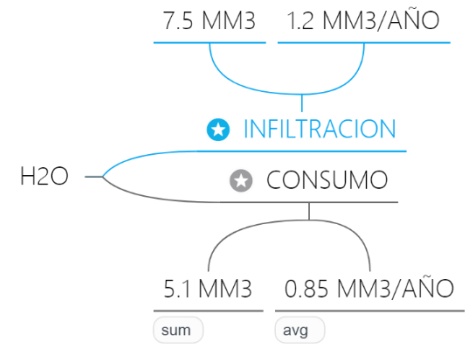 7.5 MM3 1.2 MM3/AÑO
INFILTRACION
H2O
CONSUMO
5.1 MM3 0.85 MM3/AÑO
sum avg